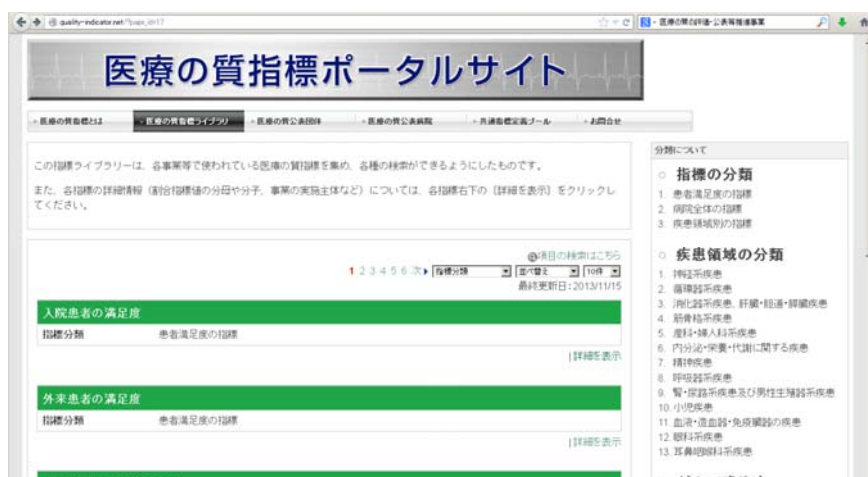 quality-indicator.net/?page_id=17
医療の質の評価・公表等推進事業
医療の質指標ポータルサイト
・医療の質指標とは
・医療の質指標ライブラリ
・医療の質公表団体
・医療の質公表病院
・共通指標定義プール
・お問合せ
この指標ライブラリーは、各事業等で使われている医療の質指標を集め、各種の検索ができるようにしたものです。
また、各指標の詳細情報(割合指標値の分母や分子、事業の実施主体など)については、各指標右下の[詳細を表示]をクリックし
てください。
項目の検索はこちら
1 2 3 4 5 6 次 指標分類 並べ替え 10件
最終更新日:2013/11/15
入院患者の満足度
指標分類 患者満足度の指標
|詳細を表示
外来患者の満足度
指標分類 患者満足度の指標
|詳細を表示
分類について
指標の分類
1. 患者満足度の指標
2. 病院全体の指標
3. 疾患領域別の指標
疾患領域の分類
1. 神経系疾患
2. 循環器系疾患
3. 消化器系疾患、肝臓・胆道・膵臓疾患
4. 筋骨格系疾患
5. 産科・婦人科系疾患
6. 内分泌・栄養・代謝に関する疾患
7. 精神疾患
8. 呼吸器系疾患
9. 腎・尿路系疾患及び男性生殖器系疾患
10. 小児疾患
11. 血液・造血器・免疫臓器の疾患
12. 眼科系疾患
13. 耳鼻咽喉科系疾患